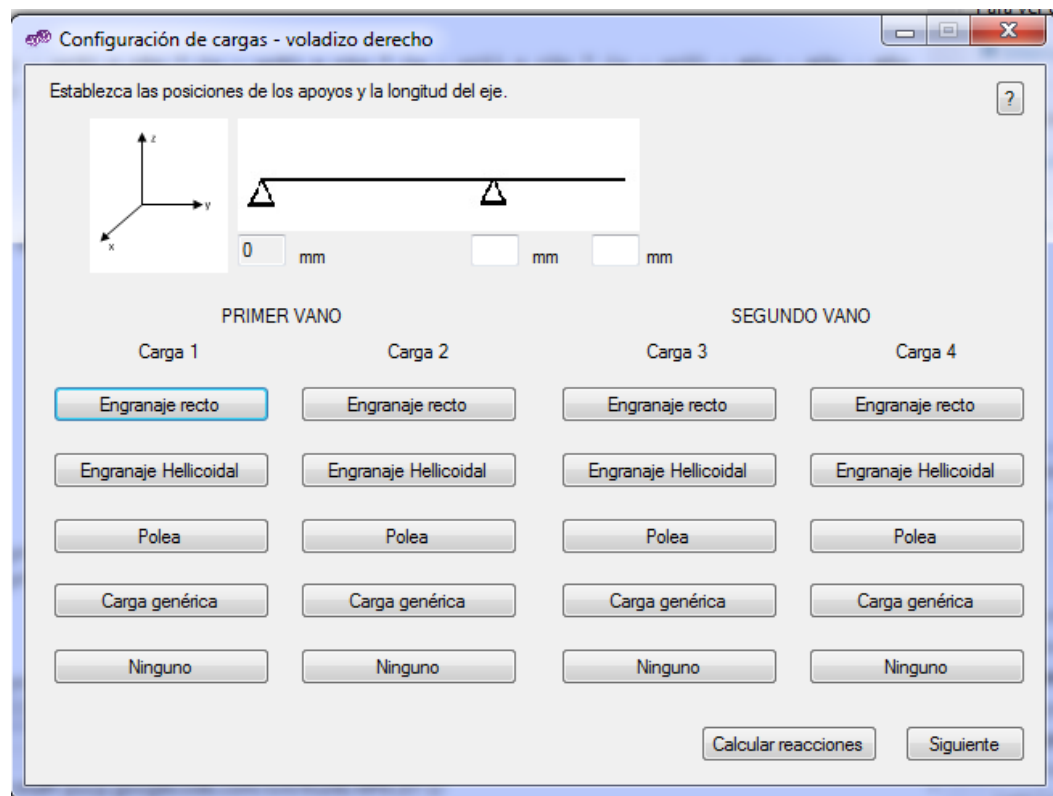 Configuración de cargas - voladizo derecho
Establezca las posiciones de los apoyos y la longitud del eje.
?
z
y
x
0 mm mm mm
PRIMER VANO SEGUNDO VANO
Carga 1 Carga 2 Carga 3 Carga 4
Engranaje recto Engranaje recto Engranaje recto Engranaje recto
Engranaje Hellicoidal Engranaje Hellicoidal Engranaje Hellicoidal Engranaje Hellicoidal
Polea Polea Polea Polea
Carga genérica Carga genérica Carga genérica Carga genérica
Ninguno Ninguno Ninguno Ninguno
Calcular reacciones Siguiente